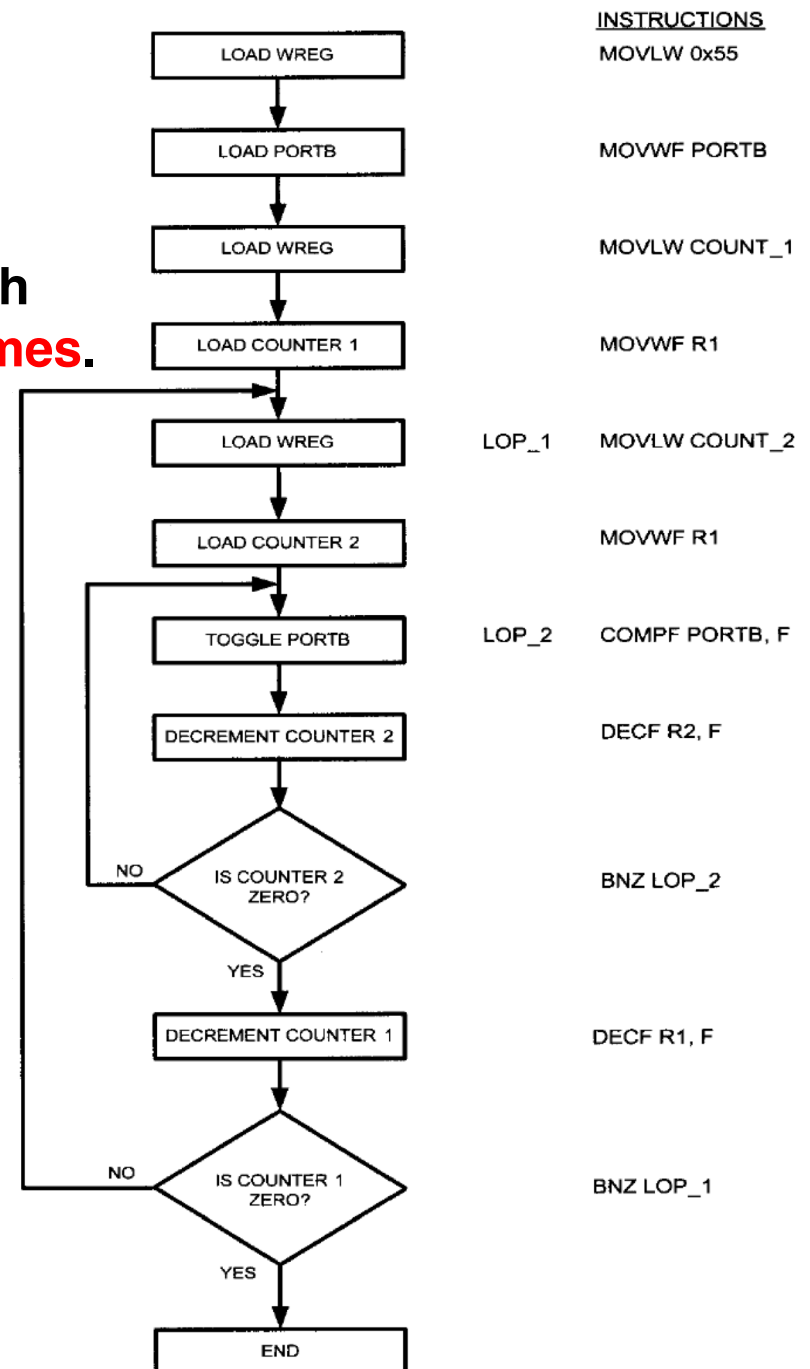 INSTRUCTIONS
LOAD WREG MOVLW 0x55
LOAD PORTB MOVWF PORTB
LOAD WREG MOVLW COUNT_1
LOAD COUNTER 1 MOVWF R1
LOAD WREG LOP_1 MOVLW COUNT_2
LOAD COUNTER 2 MOVWF R1
TOGGLE PORTB LOP_2 COMPF PORTB, F
DECREMENT COUNTER 2 DECF R2, F
NO IS COUNTER 2 BNZ LOP_2
ZERO?
YES
DECREMENT COUNTER 1 DECF R1, F
NO IS COUNTER 1 BNZ LOP_1
ZERO?
YES
END